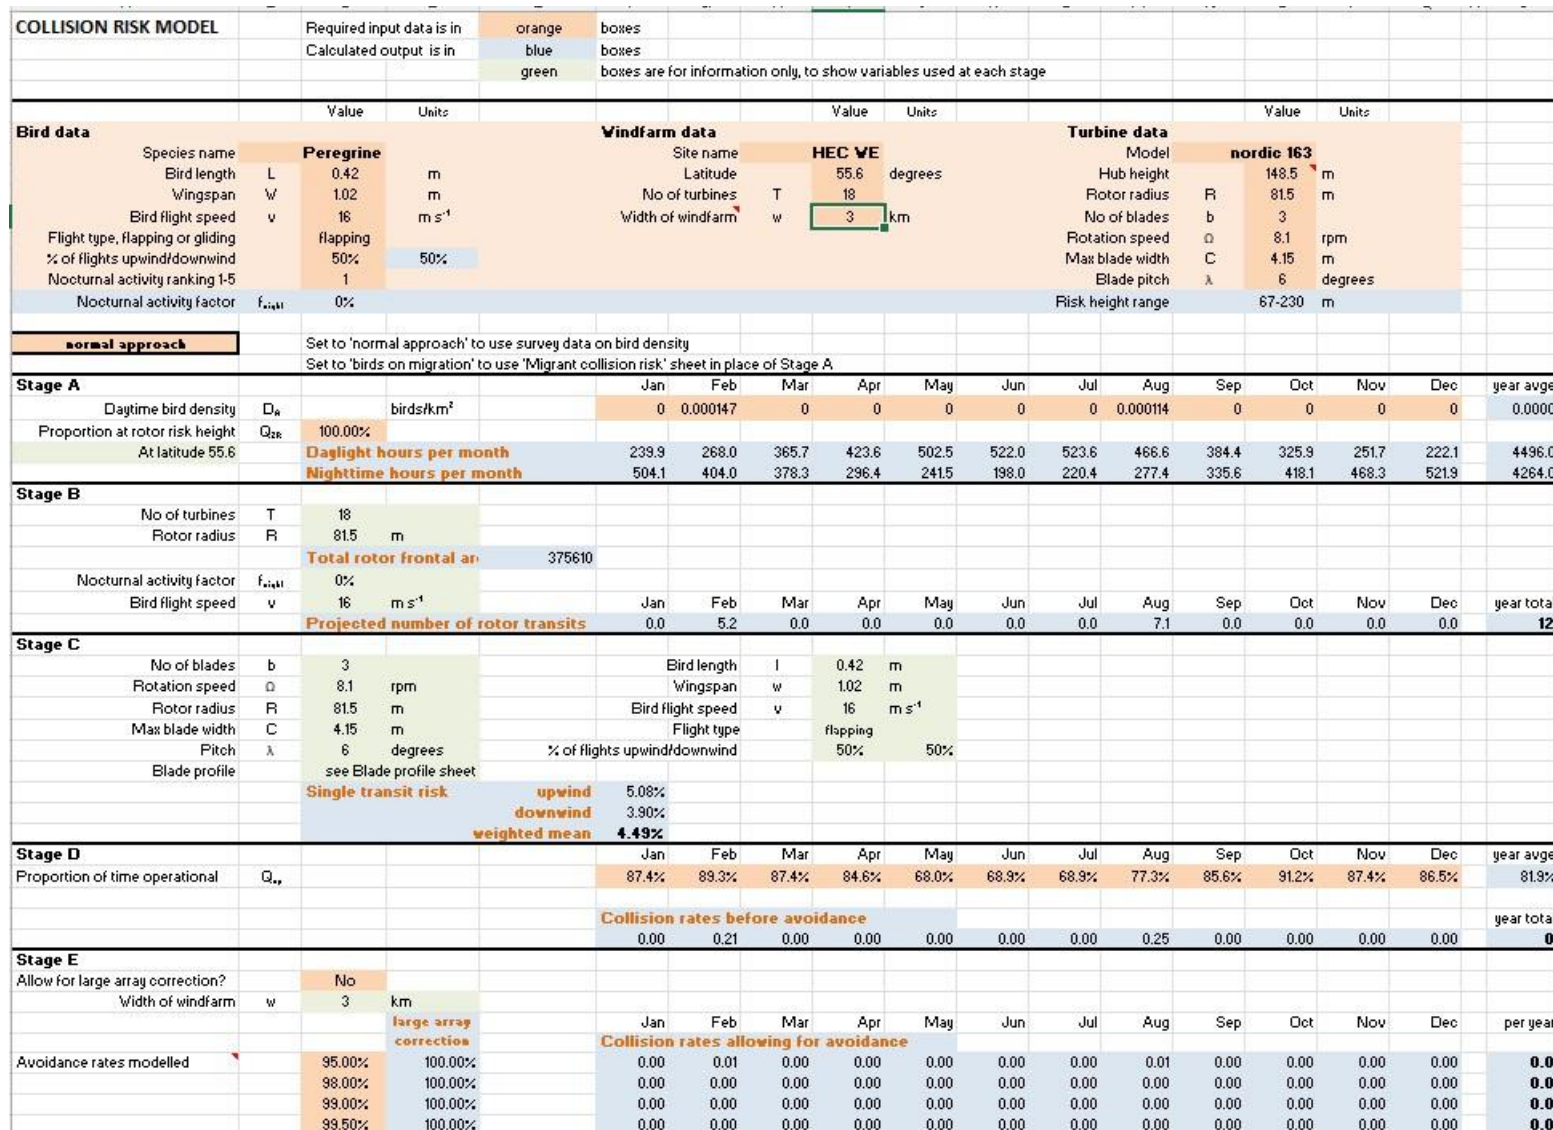 COLLISION RISK MODEL Required input data is in orange boxes
Calculated output is in blue boxes
green boxes are for information only, to show variables used at each stage
Value Units Value Units Value Units
Bird data Windfarm data Turbine data
Species name Peregrine Site name HEC WE Model nordic 163
Bird length L 0.42 m Latitude 55.6 degrees Hub height 148.5 m
Wingspan W 1.02 m No of turbines T 18 Rotor radius R 81.5 m
Bird flight speed v 16 m s⁻¹ Width of windfarm w 3 km No of blades b 3
Flight type, flapping or gliding flapping Rotation speed Ω 8.1 rpm
% of flights upwind/downwind 50% 50% Max blade width C 4.15 m
Nocturnal activity ranking 1-5 1 Blade pitch λ 6 degrees
Nocturnal activity factor fnight 0% Risk height range 67-230 m
normal approach Set to 'normal approach' to use survey data on bird density
Set to 'birds on migration' to use 'Migrant collision risk' sheet in place of Stage A
Stage A Jan Feb Mar Apr May Jun Jul Aug Sep Oct Nov Dec year avge
Daytime bird density DA birds/km² 0 0.000147 0 0 0 0 0 0.000114 0 0 0 0 0.0000
Proportion at rotor risk height Q2R 100.00%
At latitude 55.6 Daylight hours per month 239.9 268.0 365.7 423.6 502.5 522.0 523.6 466.6 384.4 325.9 251.7 222.1 4496.0
Nighttime hours per month 504.1 404.0 378.3 296.4 241.5 198.0 220.4 277.4 335.6 418.1 468.3 521.9 4264.0
Stage B
No of turbines T 18
Rotor radius R 81.5 m
Total rotor frontal ar 375610
Nocturnal activity factor fnight 0%
Bird flight speed v 16 m s⁻¹ Jan Feb Mar Apr May Jun Jul Aug Sep Oct Nov Dec year tota
Projected number of rotor transits 0.0 5.2 0.0 0.0 0.0 0.0 0.0 7.1 0.0 0.0 0.0 0.0 12
Stage C
No of blades b 3 Bird length l 0.42 m
Rotation speed Ω 8.1 rpm Wingspan w 1.02 m
Rotor radius R 81.5 m Bird flight speed v 16 m s⁻¹
Max blade width C 4.15 m Flight type flapping
Pitch λ 6 degrees % of flights upwind/downwind 50% 50%
Blade profile see Blade profile sheet
Single transit risk upwind 5.08%
downwind 3.90%
weighted mean 4.49%
Stage D Jan Feb Mar Apr May Jun Jul Aug Sep Oct Nov Dec year avge
Proportion of time operational Qop 87.4% 89.3% 87.4% 84.6% 68.0% 68.9% 68.9% 77.3% 85.6% 91.2% 87.4% 86.5% 81.9%
Collision rates before avoidance year tota
0.00 0.21 0.00 0.00 0.00 0.00 0.00 0.25 0.00 0.00 0.00 0.00 0
Stage E
Allow for large array correction? No
Width of windfarm w 3 km
large array Jan Feb Mar Apr May Jun Jul Aug Sep Oct Nov Dec per year
correction Collision rates allowing for avoidance
Avoidance rates modelled 95.00% 100.00% 0.00 0.01 0.00 0.00 0.00 0.00 0.00 0.01 0.00 0.00 0.00 0.00 0.0
98.00% 100.00% 0.00 0.00 0.00 0.00 0.00 0.00 0.00 0.00 0.00 0.00 0.00 0.00 0.0
99.00% 100.00% 0.00 0.00 0.00 0.00 0.00 0.00 0.00 0.00 0.00 0.00 0.00 0.00 0.0
99.50% 100.00% 0.00 0.00 0.00 0.00 0.00 0.00 0.00 0.00 0.00 0.00 0.00 0.00 0.0